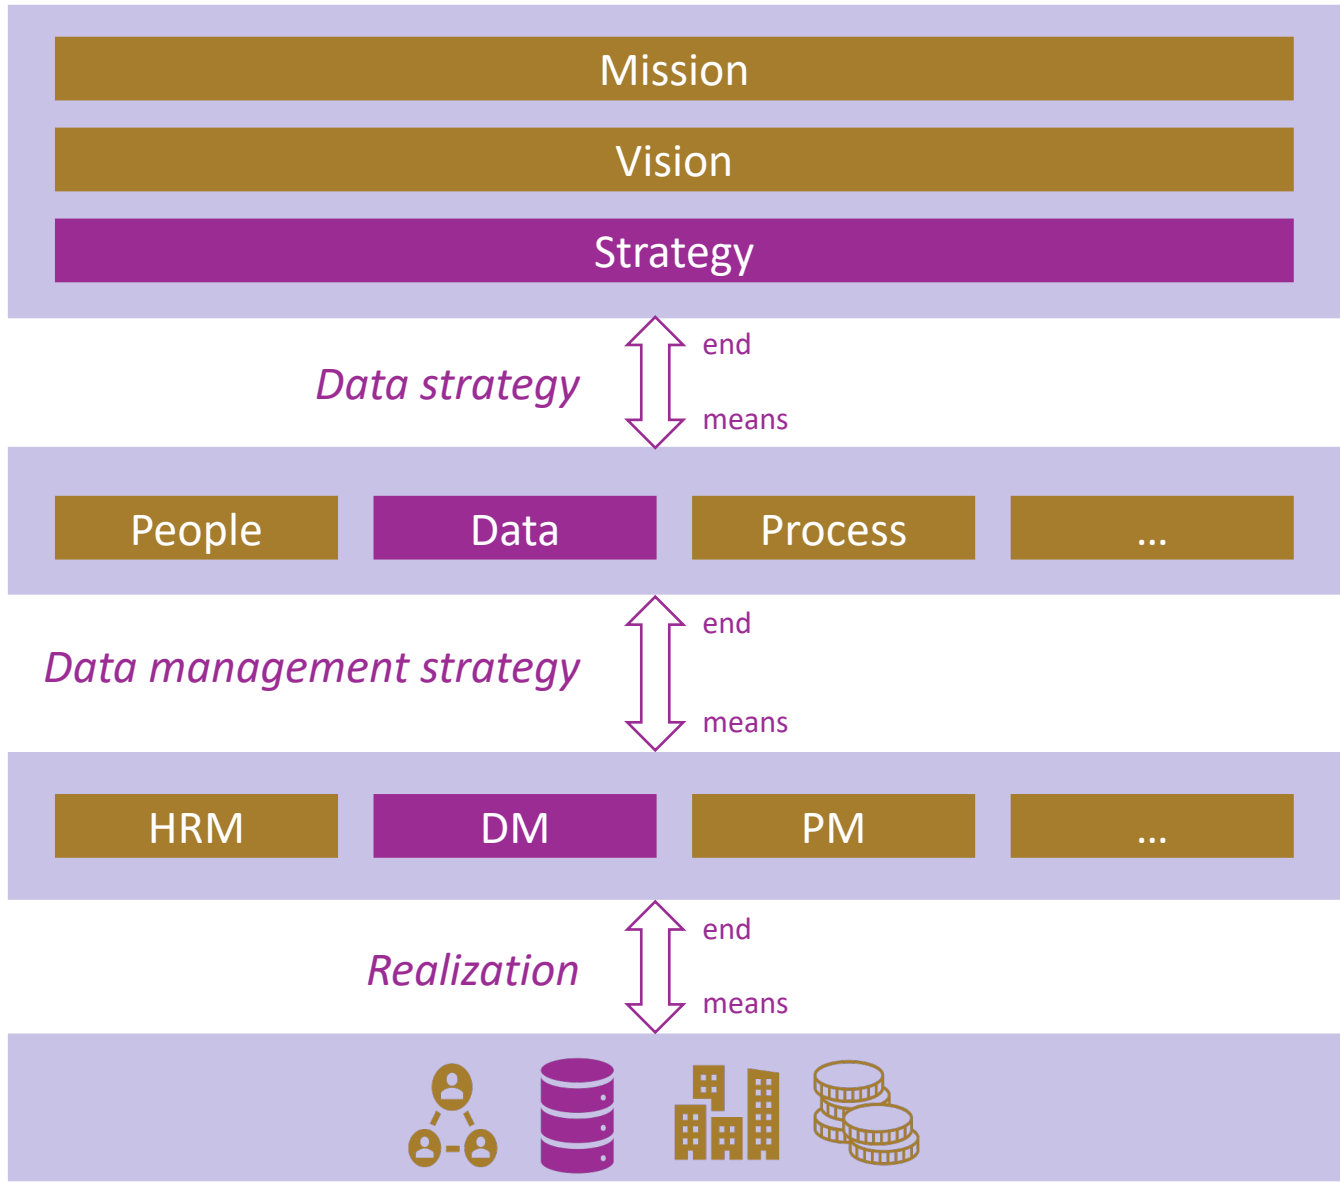 Mission
Vision
Strategy
end
Data strategy
means
People Data Process ...
end
Data management strategy
means
HRM DM PM ...
end
Realization
means